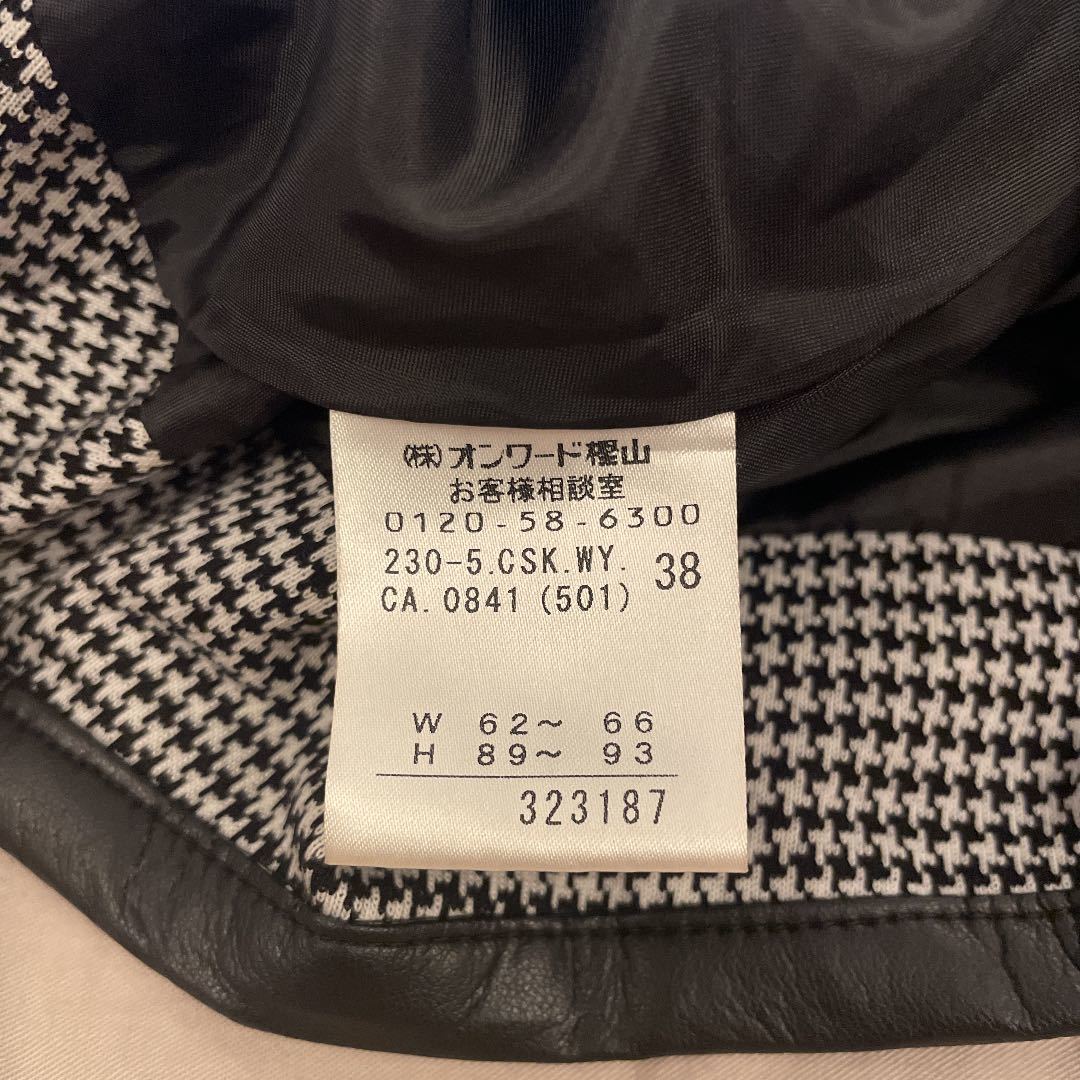 (株)オンワード樫山
お客様相談室
0120-58-6300
230-5.CSK.WY. 38
CA.0841(501)
W 62～ 66
H 89～ 93
323187